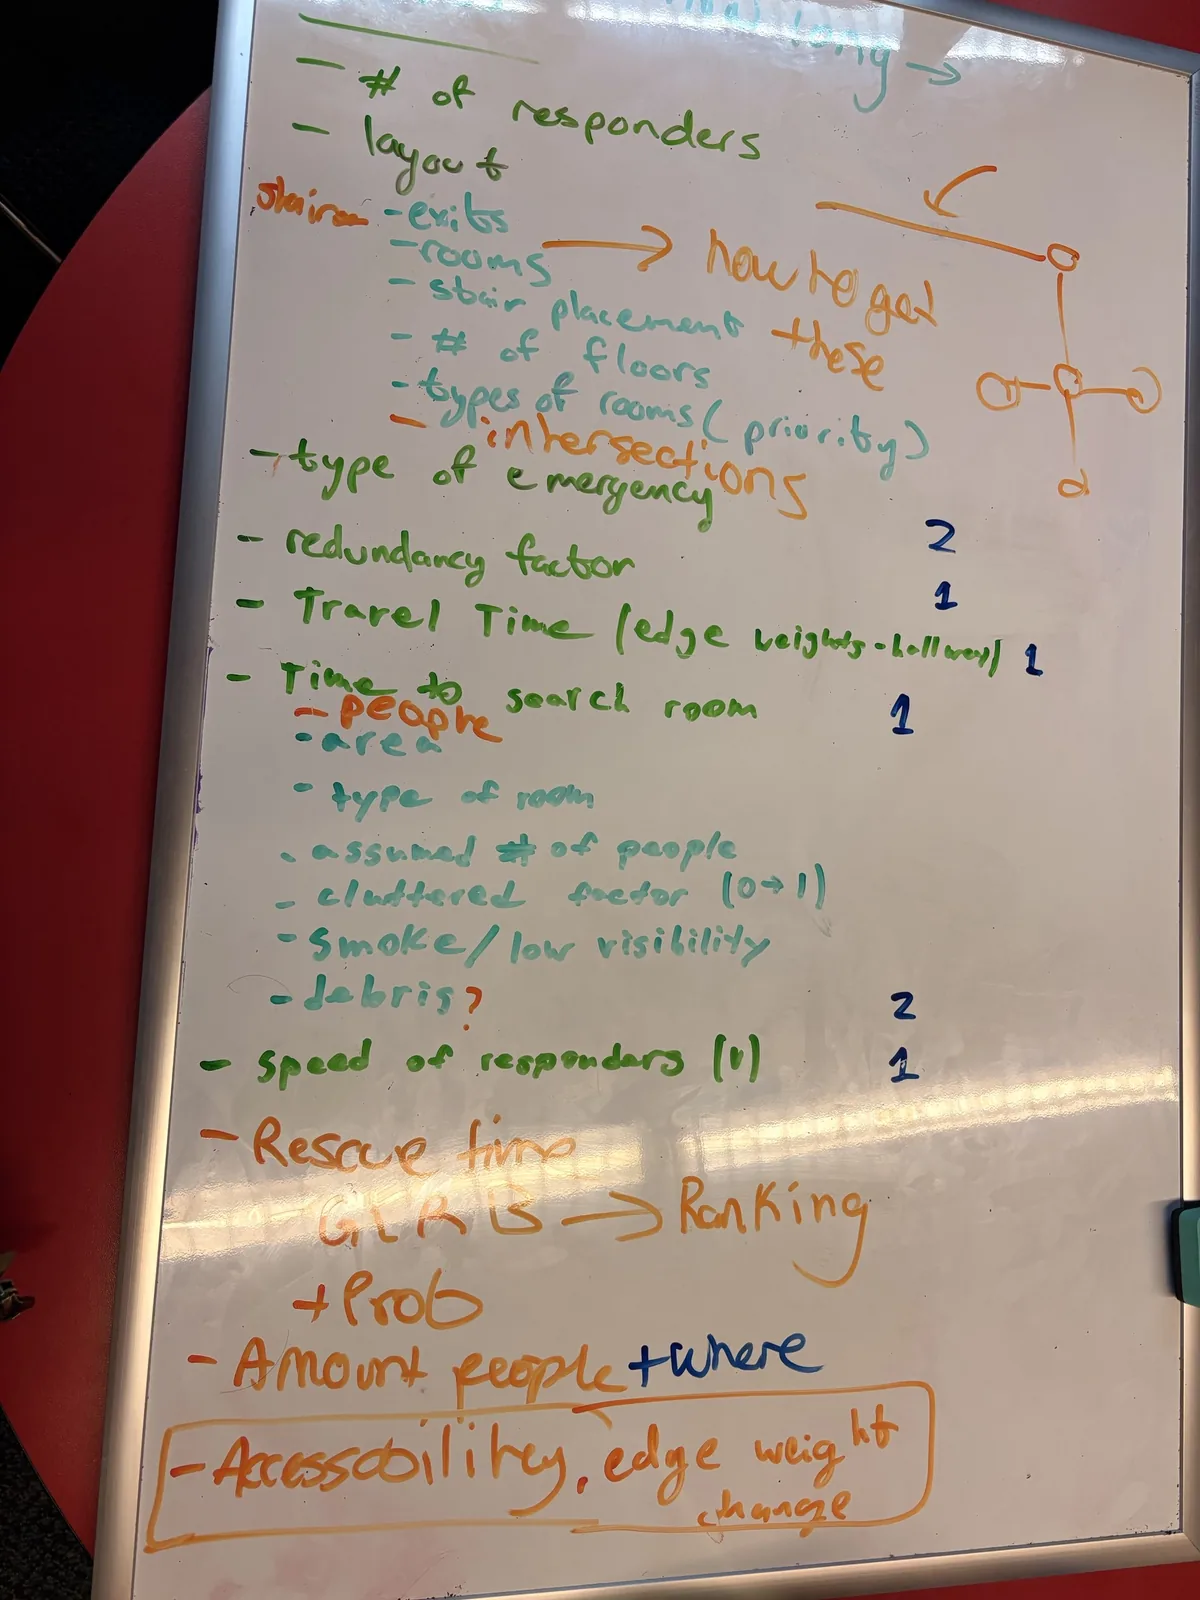 long →
- # of responders
- layout
stairs - exits
- rooms → how to get these
- stair placement
- # of floors
- types of rooms (priority)
- intersections
- type of emergency
2
- redundancy factor
1
- Travel Time (edge weights - hallway) 1
- Time to search room 1
- people
- area
- type of room
- assumed # of people
- cluttered factor (0→1)
- smoke/low visibility
- debris?
2
- speed of responders (v) 1
- Rescue time
→ Ranking
+ Prob
- Amount people + where
- Accessobilitey, edge weight
change